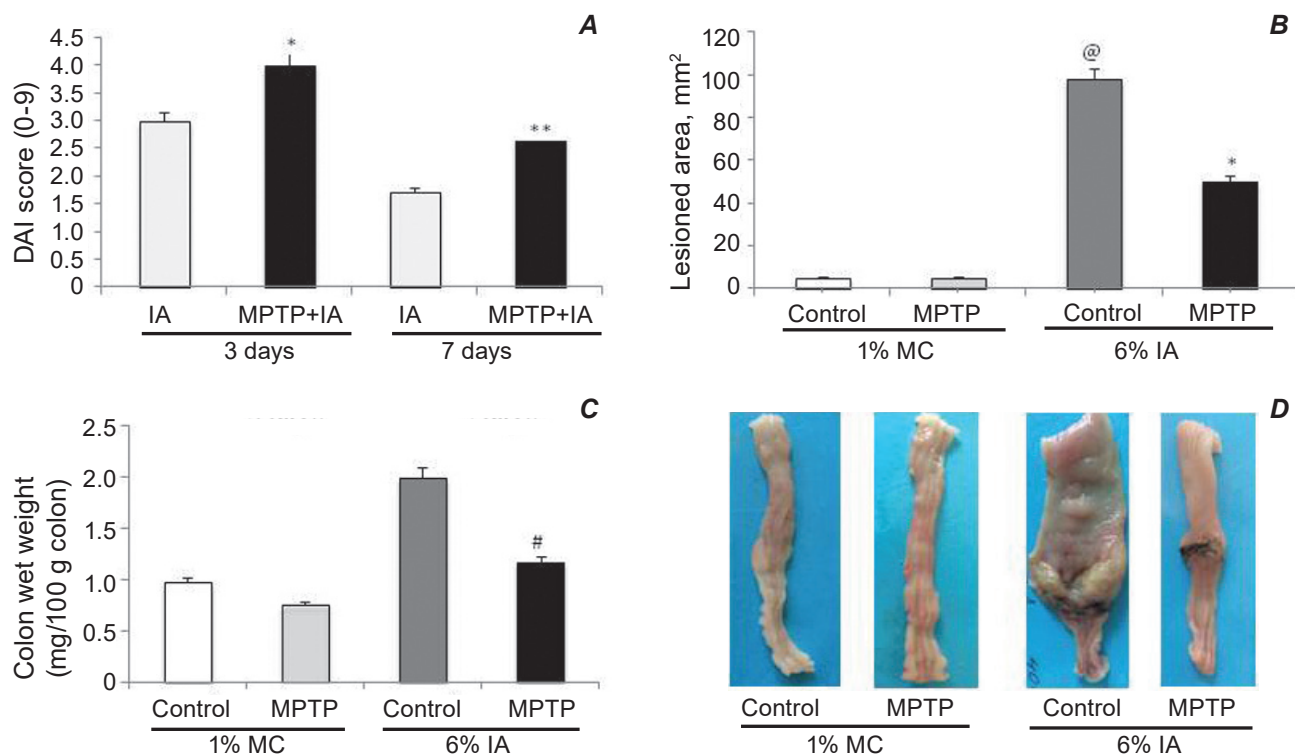 A
DAI score (0-9)
4.5
4.0
3.5
3.0
2.5
2.0
1.5
1.0
0.5
0
*
**
IA MPTP+IA IA MPTP+IA
3 days 7 days
B
Lesioned area, mm²
120
100
80
60
40
20
0
@
*
Control MPTP Control MPTP
1% MC 6% IA
C
Colon wet weight
(mg/100 g colon)
2.5
2.0
1.5
1.0
0.5
0
#
Control MPTP Control MPTP
1% MC 6% IA
D
Control MPTP Control MPTP
1% MC 6% IA